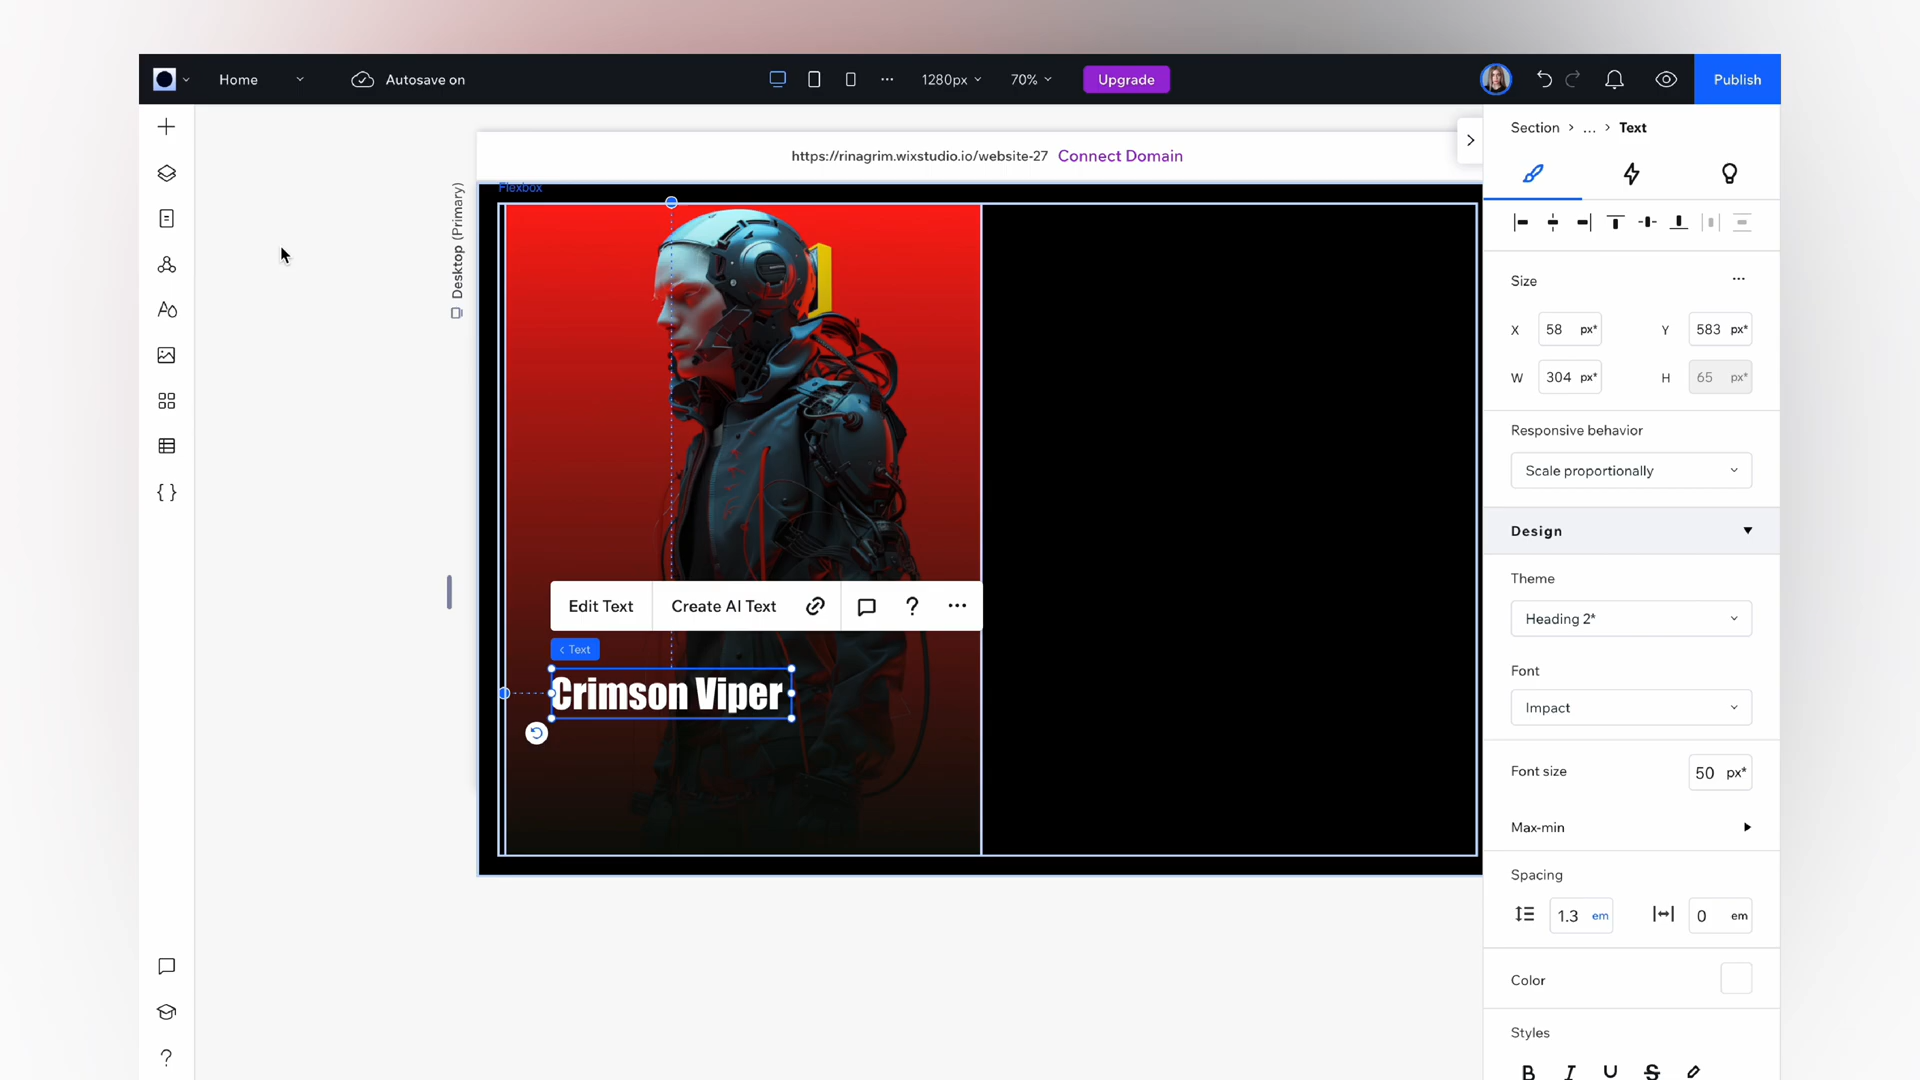 Home
Autosave on
1280px
70%
Upgrade
Publish
https://rinagrim.wixstudio.io/website-27 Connect Domain
Section > ... > Text
Desktop (Primary)
Flexbox
Size
...
X 58 px*
Y 583 px*
W 304 px*
H 65 px*
Responsive behavior
Scale proportionally
Design
Theme
Heading 2*
Font
Impact
Font size
50 px*
Max-min
Spacing
1.3 em
0 em
Color
Styles
B I U S
Edit Text
Create AI Text
?
...
< Text
Crimson Viper
{ }
?